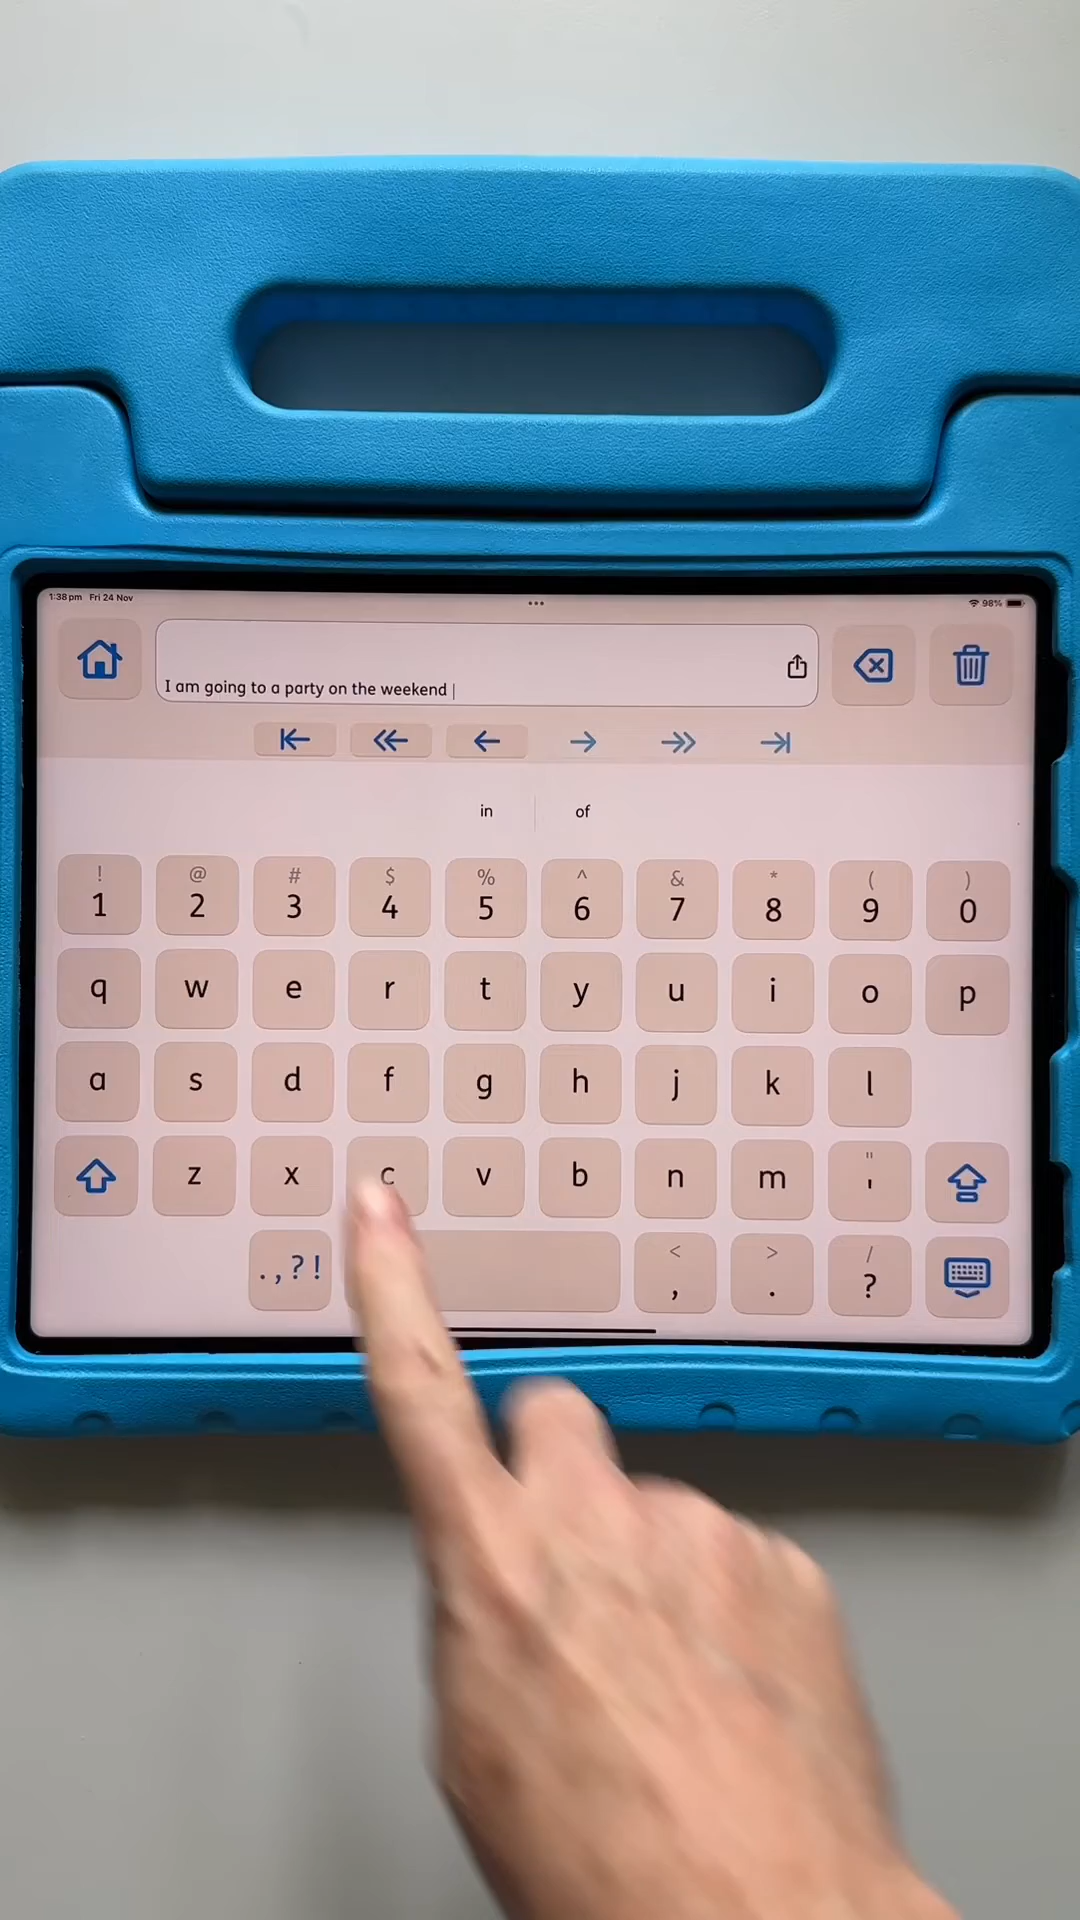 1:38 pm Fri 24 Nov
98%
I am going to a party on the weekend
in of
! @ # $ % ^ & * ( )
1 2 3 4 5 6 7 8 9 0
q w e r t y u i o p
a s d f g h j k l
z x c v b n m " '
.,?! < , > . / ?